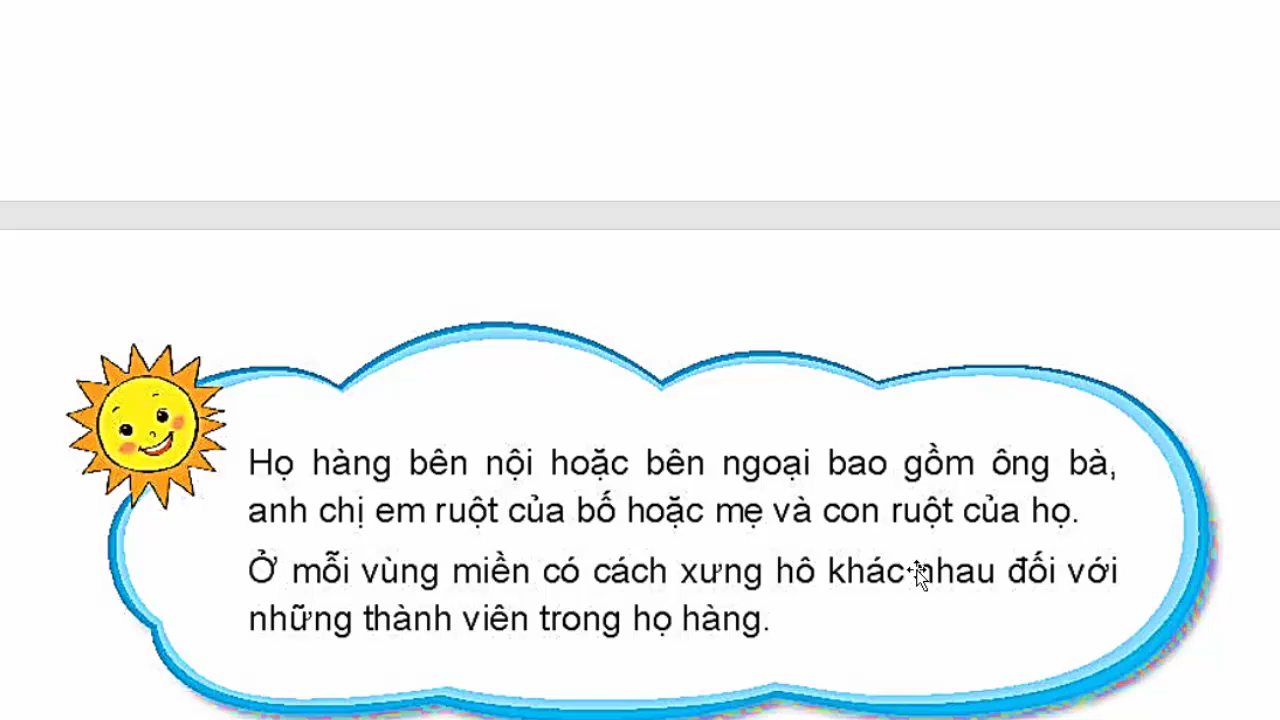 Họ hàng bên nội hoặc bên ngoại bao gồm ông bà,
anh chị em ruột của bố hoặc mẹ và con ruột của họ.
Ở mỗi vùng miền có cách xưng hô khác nhau đối với
những thành viên trong họ hàng.